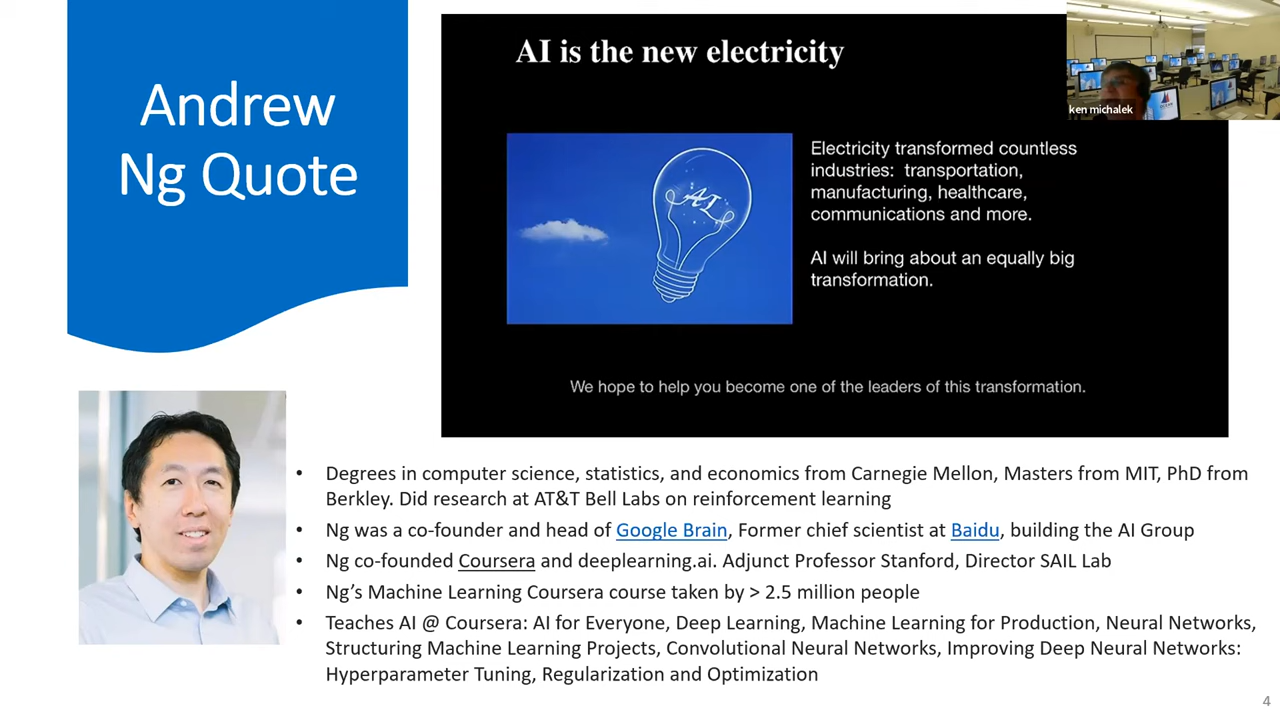 Andrew
Ng Quote
AI is the new electricity
AI
Electricity transformed countless
industries: transportation,
manufacturing, healthcare,
communications and more.
AI will bring about an equally big
transformation.
We hope to help you become one of the leaders of this transformation.
ken michalek
• Degrees in computer science, statistics, and economics from Carnegie Mellon, Masters from MIT, PhD from
Berkley. Did research at AT&T Bell Labs on reinforcement learning
• Ng was a co-founder and head of Google Brain, Former chief scientist at Baidu, building the AI Group
• Ng co-founded Coursera and deeplearning.ai. Adjunct Professor Stanford, Director SAIL Lab
• Ng’s Machine Learning Coursera course taken by > 2.5 million people
• Teaches AI @ Coursera: AI for Everyone, Deep Learning, Machine Learning for Production, Neural Networks,
Structuring Machine Learning Projects, Convolutional Neural Networks, Improving Deep Neural Networks:
Hyperparameter Tuning, Regularization and Optimization
4